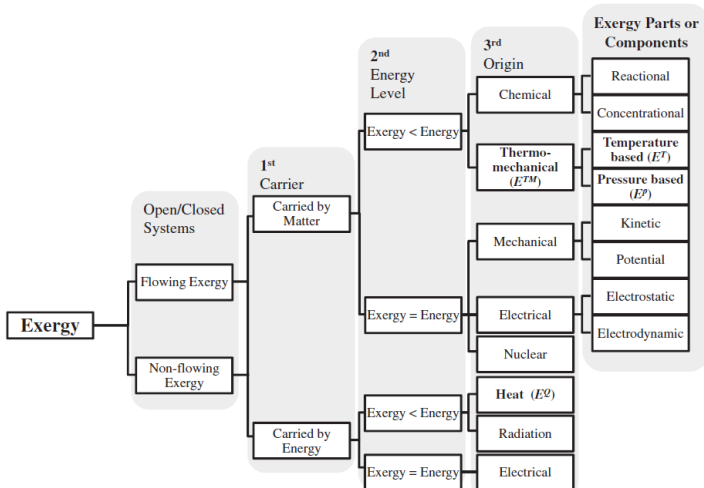 Exergy Parts or
Components
3rd
Origin
2nd
Energy
Level
1st
Carrier
Open/Closed
Systems
Exergy
Flowing Exergy
Non-flowing
Exergy
Carried by
Matter
Carried by
Energy
Exergy < Energy
Exergy = Energy
Exergy < Energy
Exergy = Energy
Chemical
Thermo-
mechanical
(E^TM)
Mechanical
Electrical
Nuclear
Heat (E^Q)
Radiation
Electrical
Reactional
Concentrational
Temperature
based (E^T)
Pressure based
(E^P)
Kinetic
Potential
Electrostatic
Electrodynamic